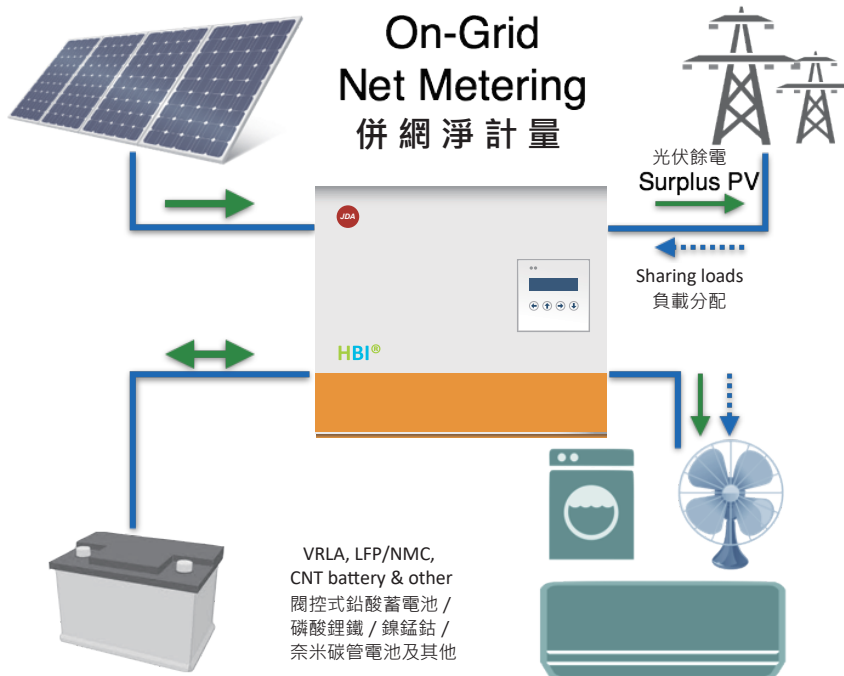 On-Grid
Net Metering
併網淨計量
光伏餘電
Surplus PV
JDA
Sharing loads
負載分配
HBI®
VRLA, LFP/NMC,
CNT battery & other
閥控式鉛酸蓄電池 /
磷酸鋰鐵 / 鎳錳鈷 /
奈米碳管電池及其他